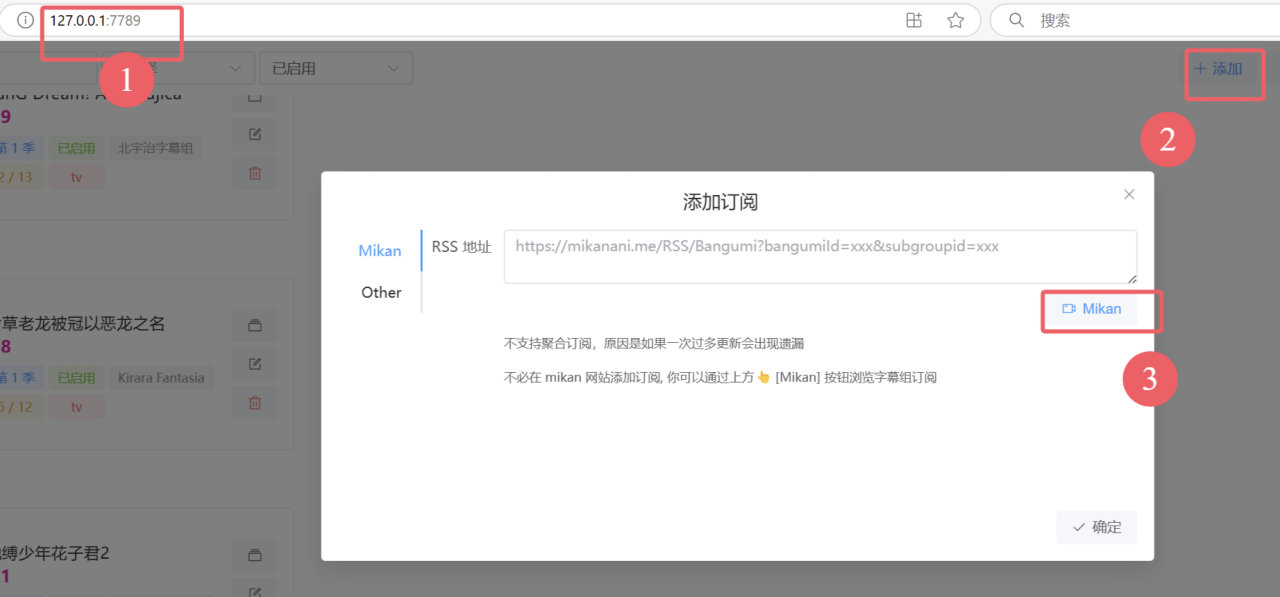 127.0.0.1:7789
搜索
1
已启用
+ 添加
2
9
第 1 季
已启用
北宇治字幕组
2 / 13
tv
添加订阅
Mikan
Other
RSS 地址
https://mikanani.me/RSS/Bangumi?bangumiId=xxx&subgroupid=xxx
Mikan
3
不支持聚合订阅，原因是如果一次过多更新会出现遗漏
不必在 mikan 网站添加订阅, 你可以通过上方👆 [Mikan] 按钮浏览字幕组订阅
确定
草老龙被冠以恶龙之名
8
第 1 季
已启用
Kirara Fantasia
/ 12
tv
缚少年花子君2
1